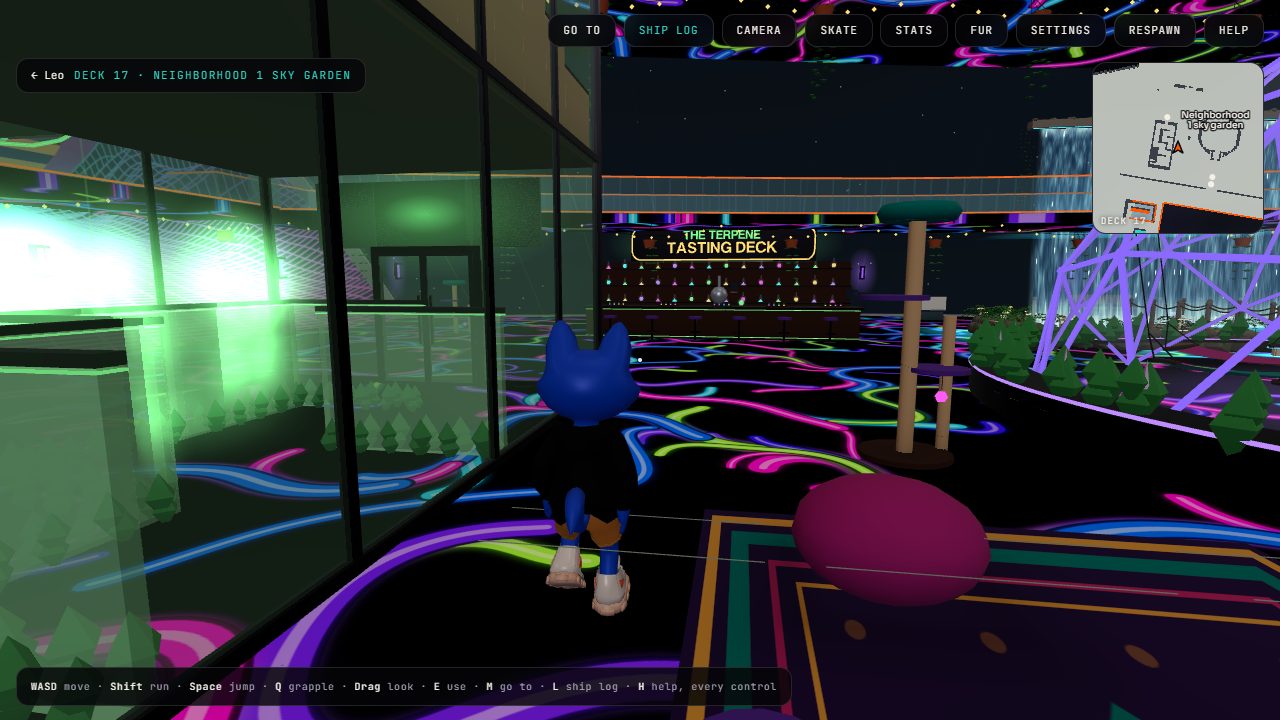 GO TO
SHIP LOG
CAMERA
SKATE
STATS
FUR
SETTINGS
RESPAWN
HELP
← Leo DECK 17 · NEIGHBORHOOD 1 SKY GARDEN
Neighborhood
1 sky garden
DECK 17
THE TERPENE
TASTING DECK
WASD move · Shift run · Space jump · Q grapple · Drag look · E use · M go to · L ship log · H help, every control